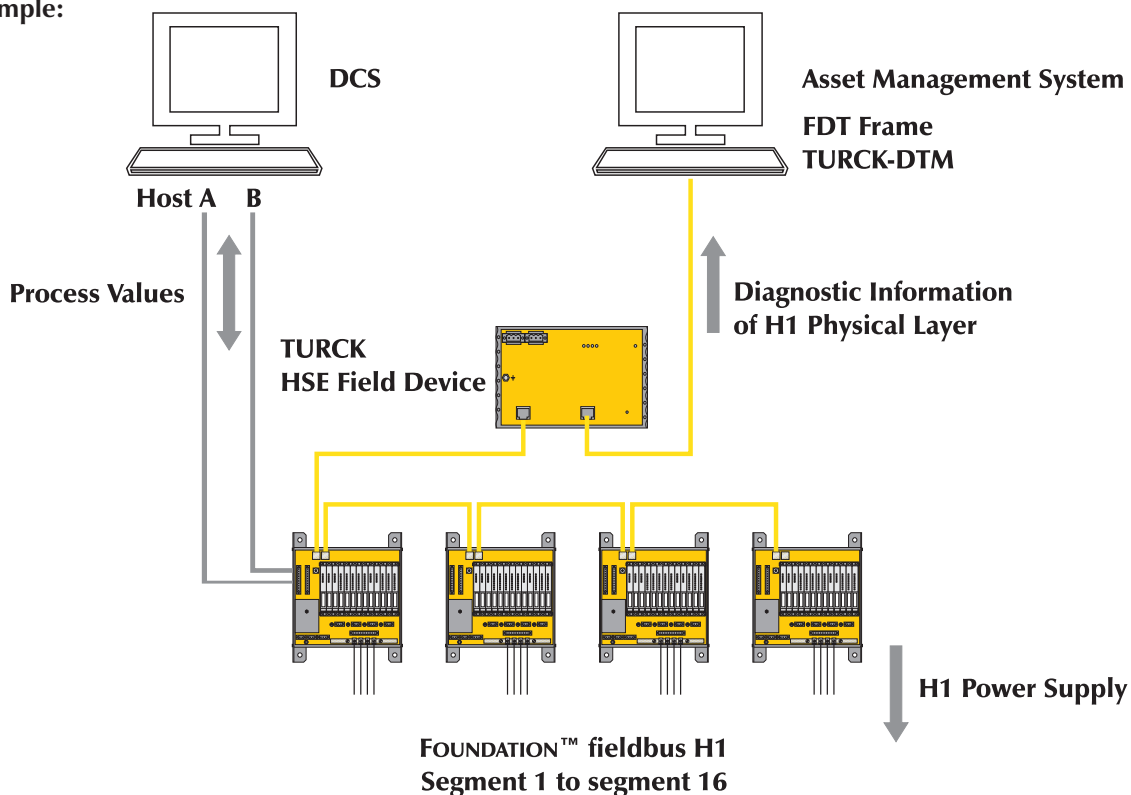 mple:
DCS
Asset Management System
FDT Frame
TURCK-DTM
Host A B
Process Values
Diagnostic Information
of H1 Physical Layer
TURCK
HSE Field Device
H1 Power Supply
FOUNDATION™ fieldbus H1
Segment 1 to segment 16